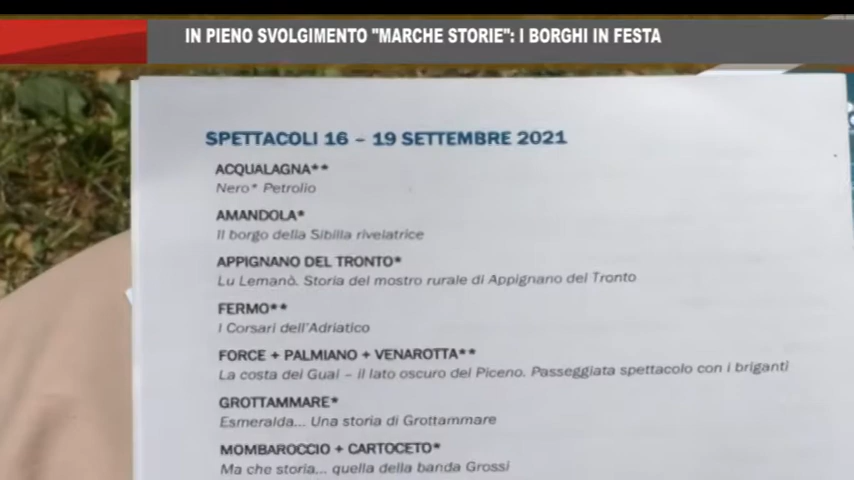 IN PIENO SVOLGIMENTO "MARCHE STORIE": I BORGHI IN FESTA
SPETTACOLI 16 – 19 SETTEMBRE 2021
ACQUALAGNA**
Nero* Petrolio
AMANDOLA*
Il borgo della Sibilla rivelatrice
APPIGNANO DEL TRONTO*
Lu Lemanò. Storia del mostro rurale di Appignano del Tronto
FERMO**
I Corsari dell'Adriatico
FORCE + PALMIANO + VENAROTTA**
La costa dei Guai – il lato oscuro del Piceno. Passeggiata spettacolo con i briganti
GROTTAMMARE*
Esmeralda... Una storia di Grottammare
MOMBAROCCIO + CARTOCETO*
Ma che storia... quella della banda Grossi